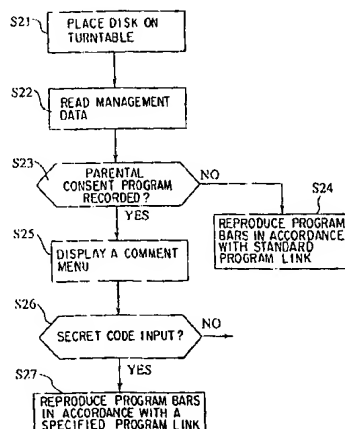 S21
PLACE DISK ON
TURNTABLE
S22
READ MANAGEMENT
DATA
S23
PARENTAL
CONSENT PROGRAM
RECORDED?
NO
YES
S24
REPRODUCE PROGRAM
BARS IN ACCORDANCE
WITH STANDARD
PROGRAM LINK
S25
DISPLAY A COMMENT
MENU
S26
SECRET CODE INPUT?
NO
YES
S27
REPRODUCE PROGRAM BARS
IN ACCORDANCE WITH A
SPECIFIED PROGRAM LINK